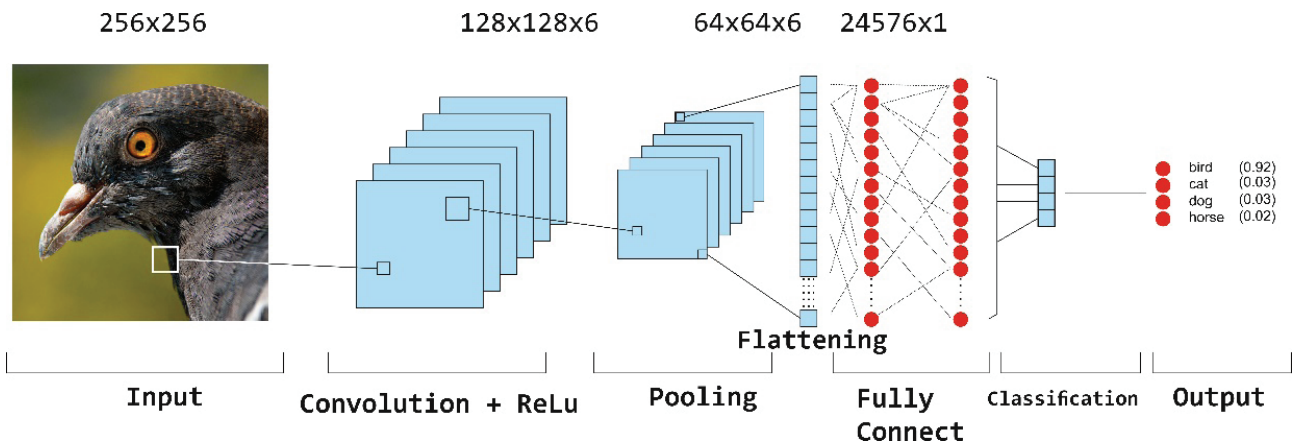 256x256
128x128x6
64x64x6
24576x1
bird (0.92)
cat (0.03)
dog (0.03)
horse (0.02)
Flattening
Input
Convolution + ReLu
Pooling
Fully
Connect
Classification
Output